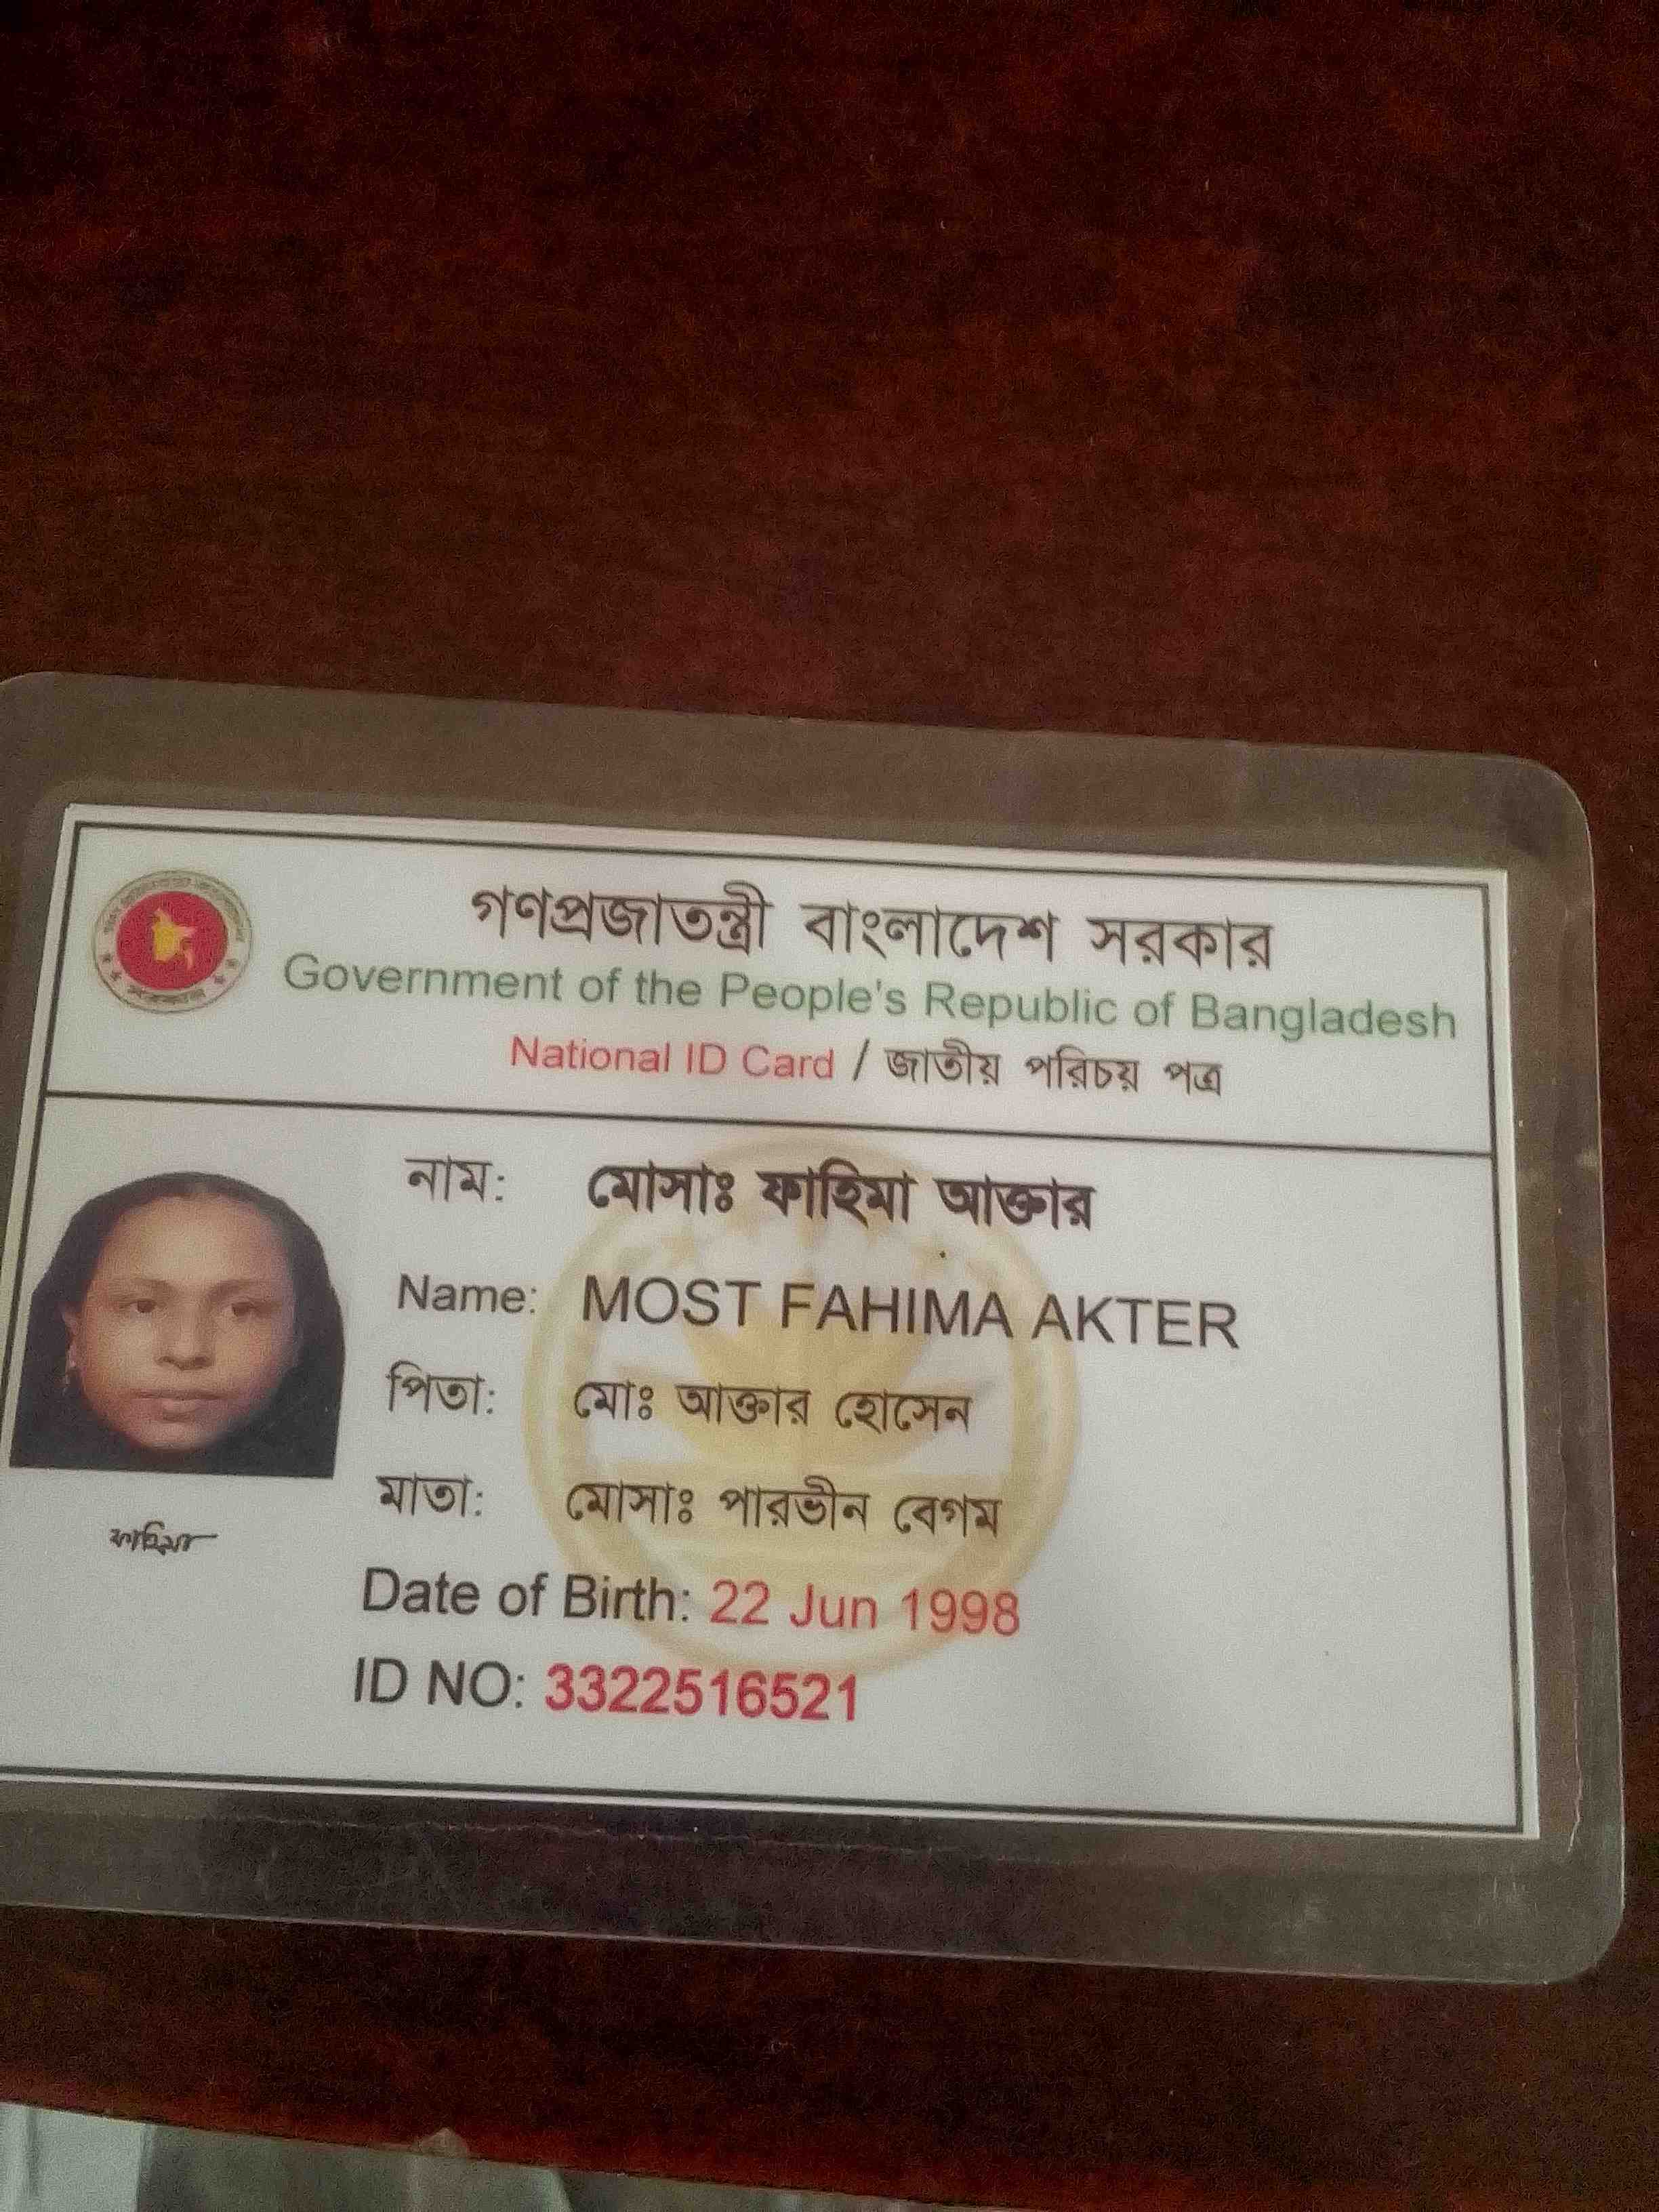 গণপ্রজাতন্ত্রী বাংলাদেশ সরকার
Government of the People's Republic of Bangladesh
National ID Card / জাতীয় পরিচয় পত্র
নাম: মোসাঃ ফাহিমা আক্তার
Name: MOST FAHIMA AKTER
পিতা: মোঃ আক্তার হোসেন
মাতা: মোসাঃ পারভীন বেগম
ফাহিমা
Date of Birth: 22 Jun 1998
ID NO: 3322516521